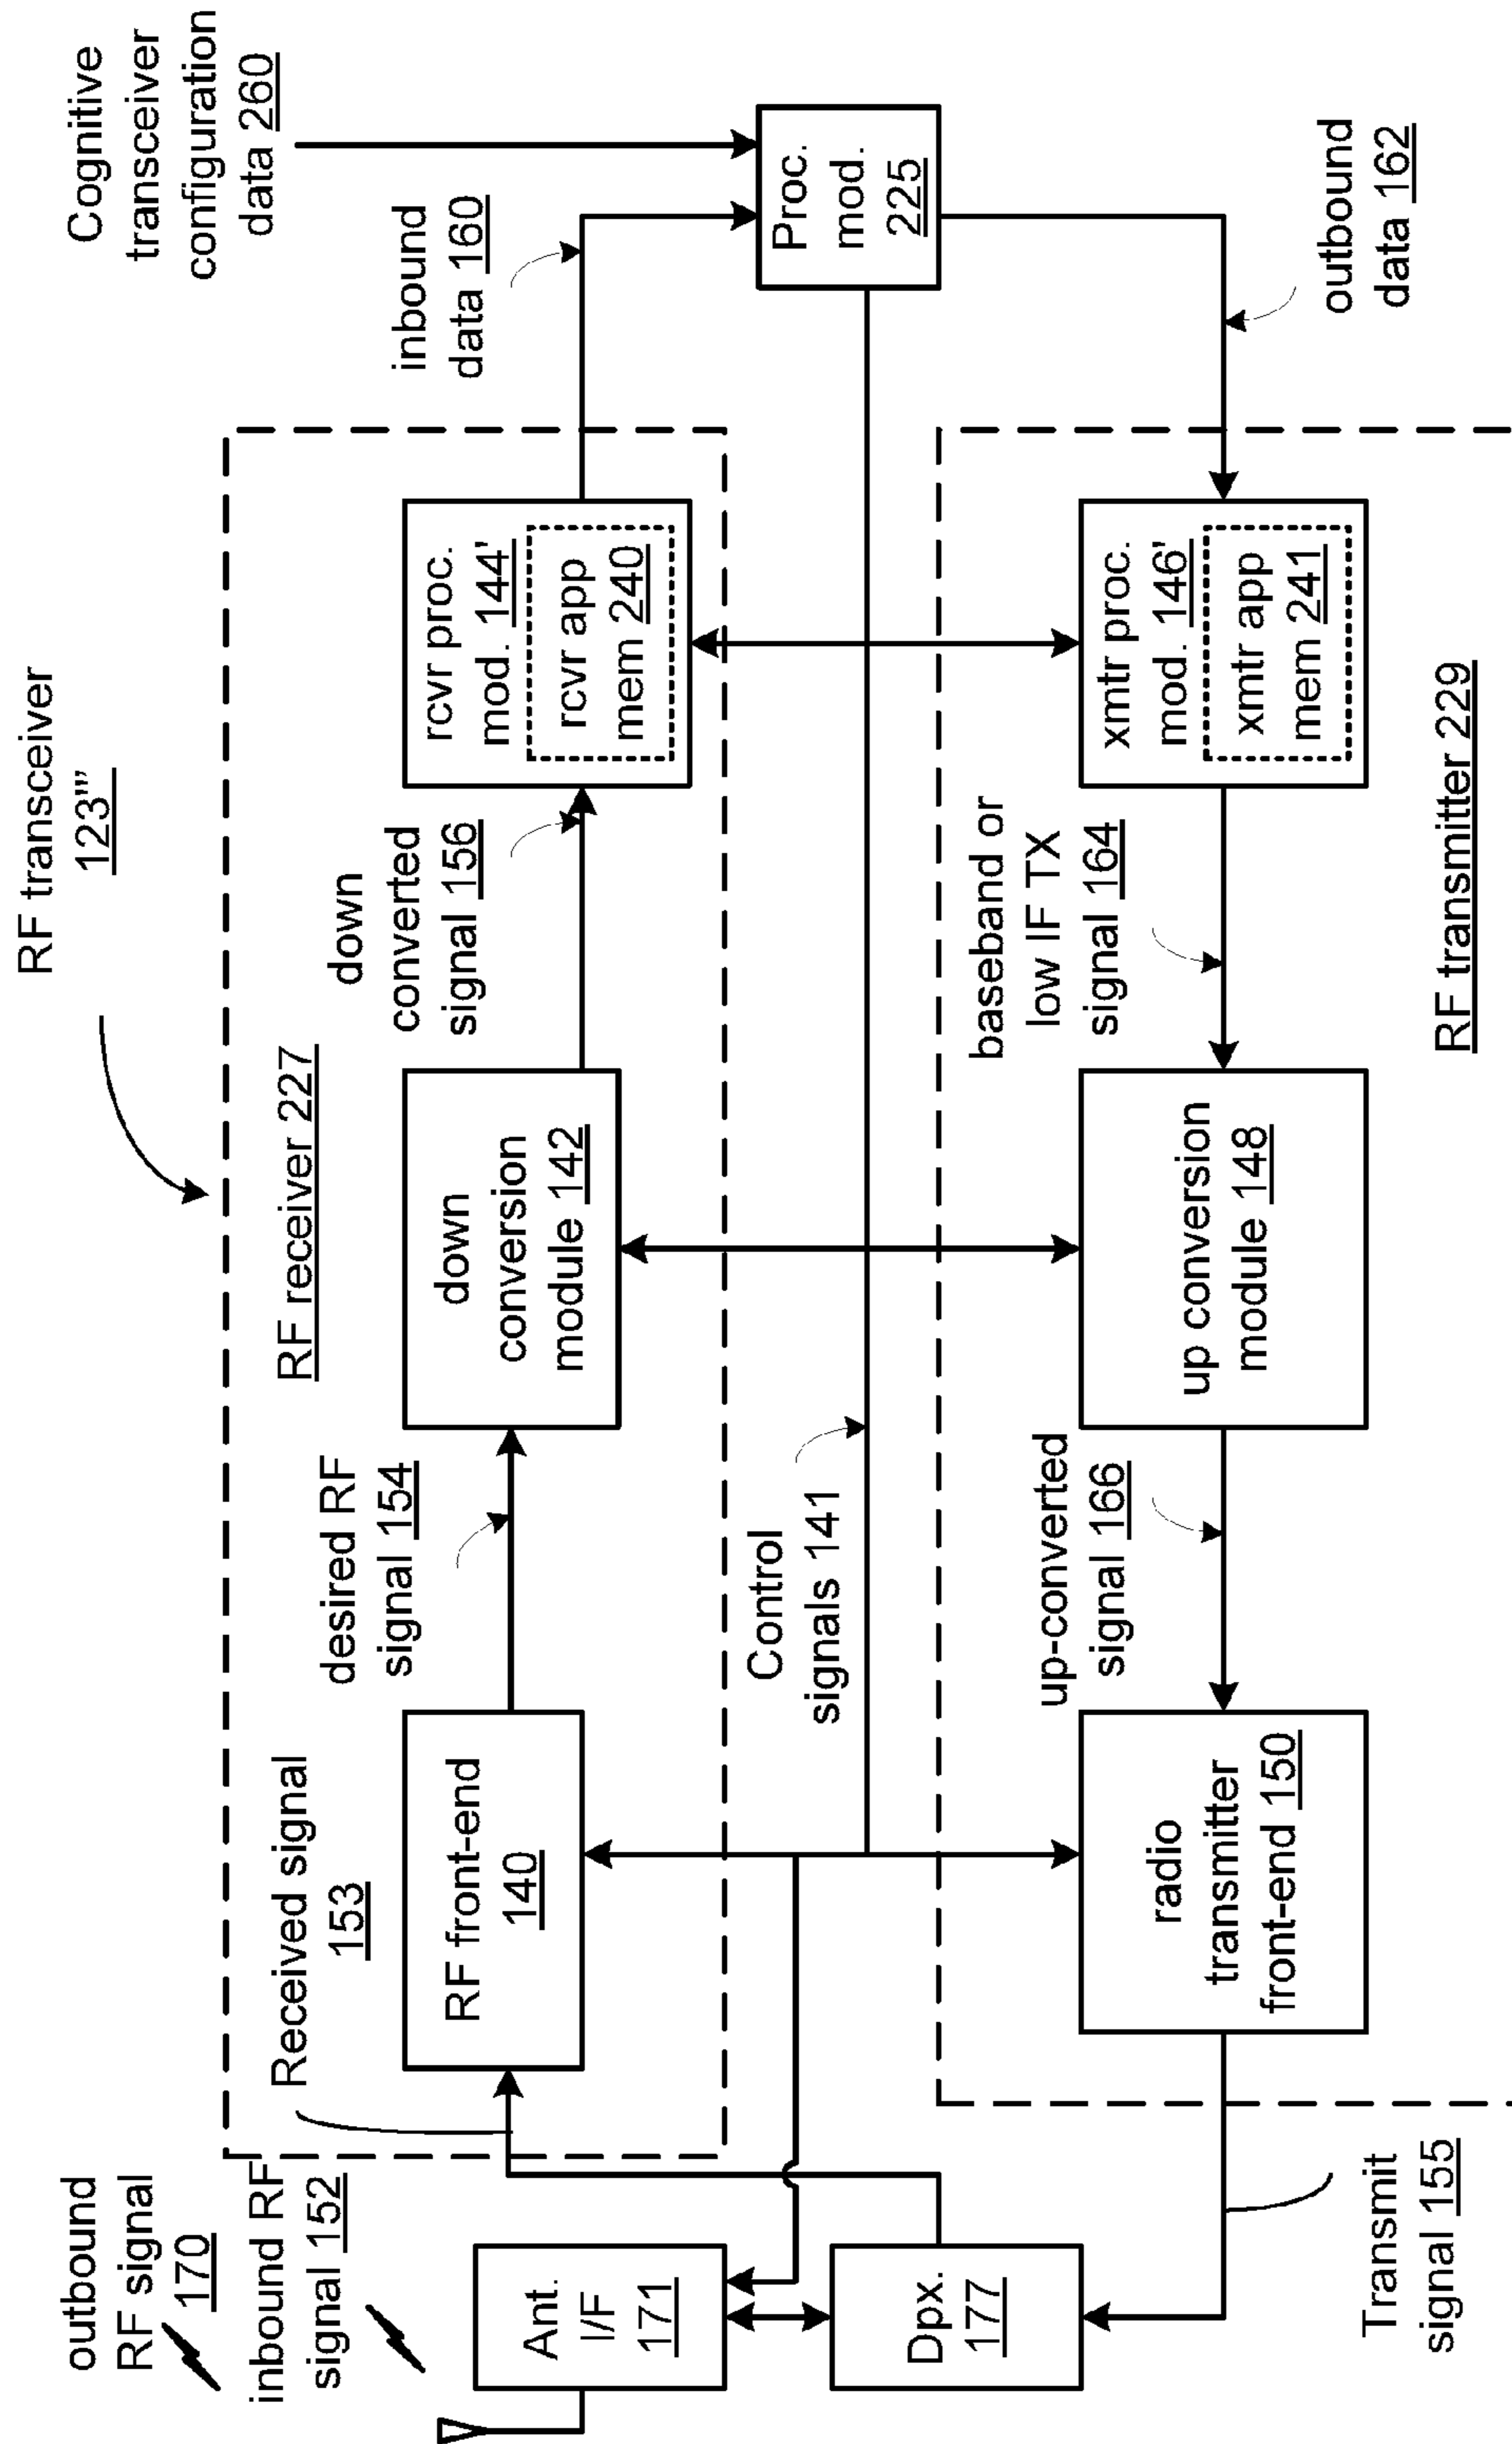 RF transceiver
123'''
Cognitive
transceiver
configuration
data 260
outbound
RF signal
170
inbound RF
signal 152
Received signal
153
RF receiver 227
desired RF
signal 154
down
converted
signal 156
inbound
data 160
Ant.
I/F
171
RF front-end
140
down
conversion
module 142
rcvr proc.
mod. 144'
rcvr app
mem 240
Control
signals 141
Proc.
mod.
225
Dpx.
177
up-converted
signal 166
baseband or
low IF TX
signal 164
radio
transmitter
front-end 150
up conversion
module 148
xmtr proc.
mod. 146'
xmtr app
mem 241
outbound
data 162
Transmit
signal 155
RF transmitter 229